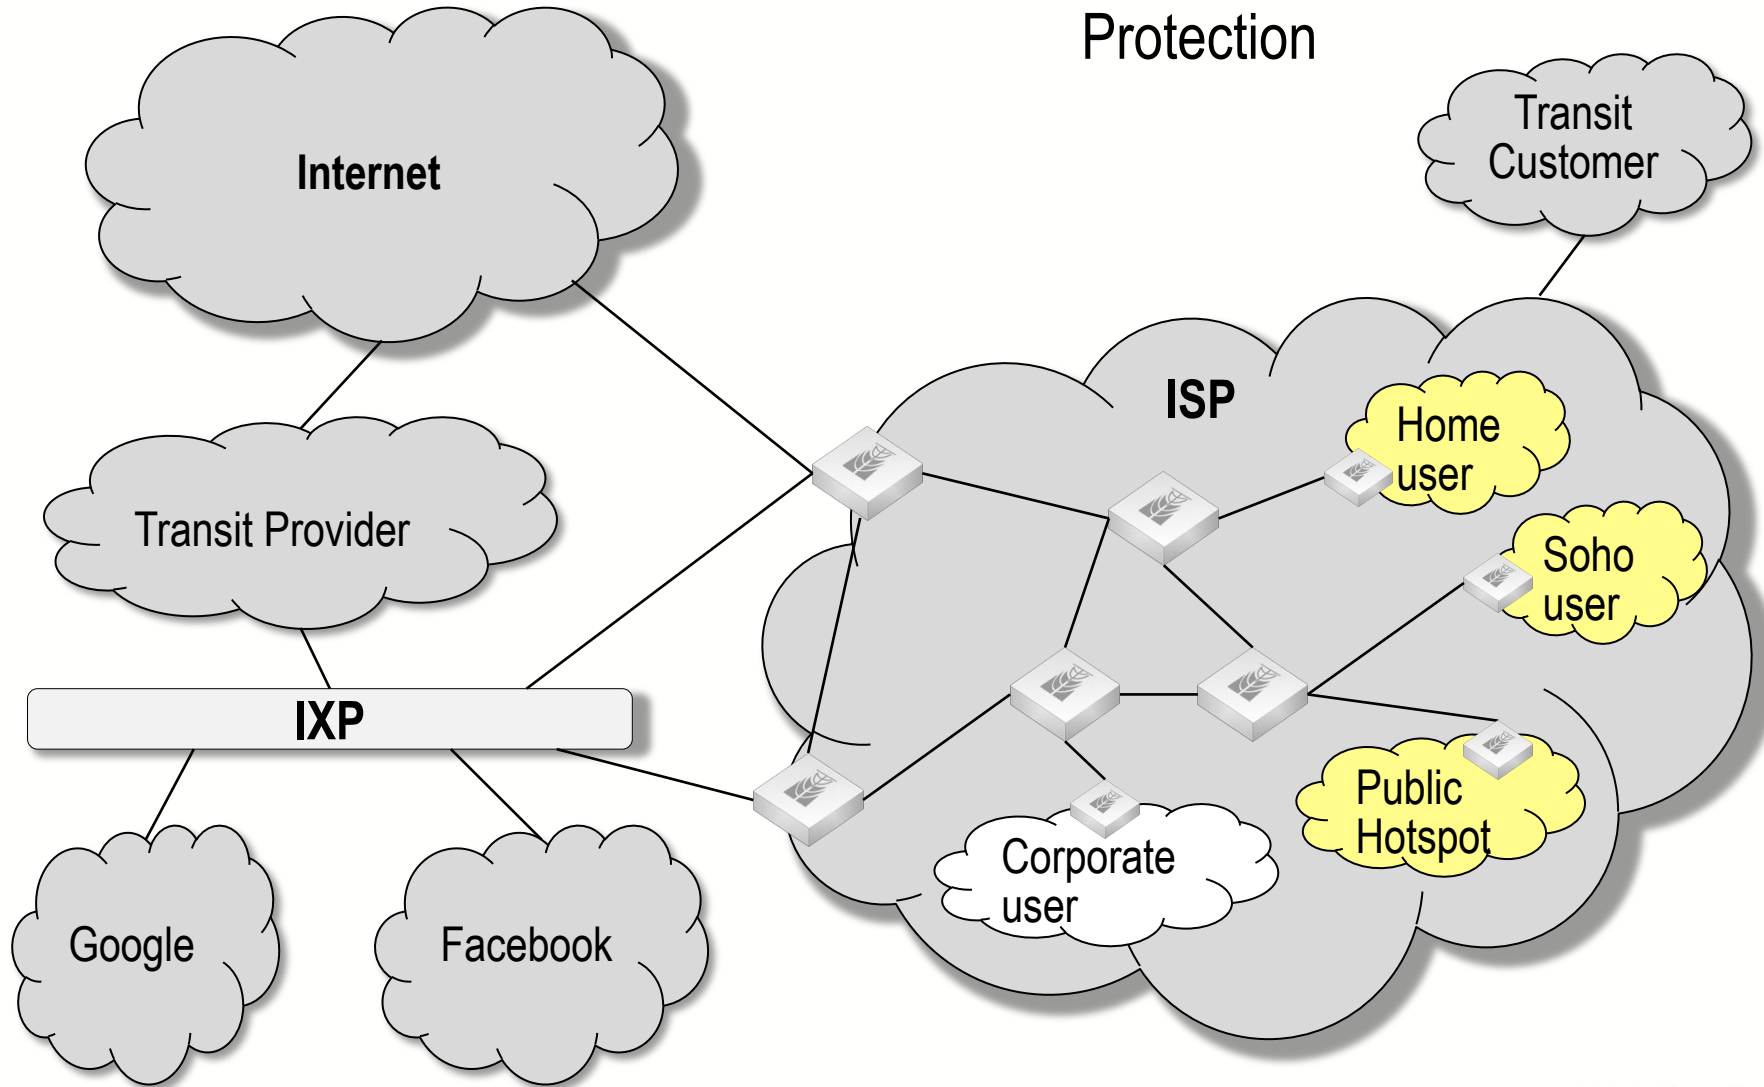 Protection
Transit
Customer
Internet
ISP
Home
user
Transit Provider
Soho
user
IXP
Public
Hotspot
Corporate
user
Google
Facebook